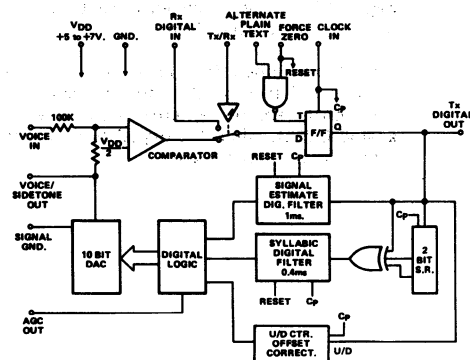 VDD
+5 to +7V.
GND.
Rx
DIGITAL
IN
Tx/Rx
ALTERNATE
PLAIN
TEXT
FORCE
ZERO
CLOCK
IN
RESET
CP
Tx
DIGITAL
OUT
100K
VOICE
IN
VDD
2
COMPARATOR
T
D
F/F
Q
VOICE/
SIDETONE
OUT
RESET
CP
SIGNAL
ESTIMATE
DIG. FILTER
1ms.
CP
SIGNAL
GND.
10 BIT
DAC
DIGITAL
LOGIC
SYLLABIC
DIGITAL
FILTER
0.4ms
2
BIT
S.R.
RESET
CP
AGC
OUT
U/D CTR.
OFFSET
CORRECT.
CP
U/D